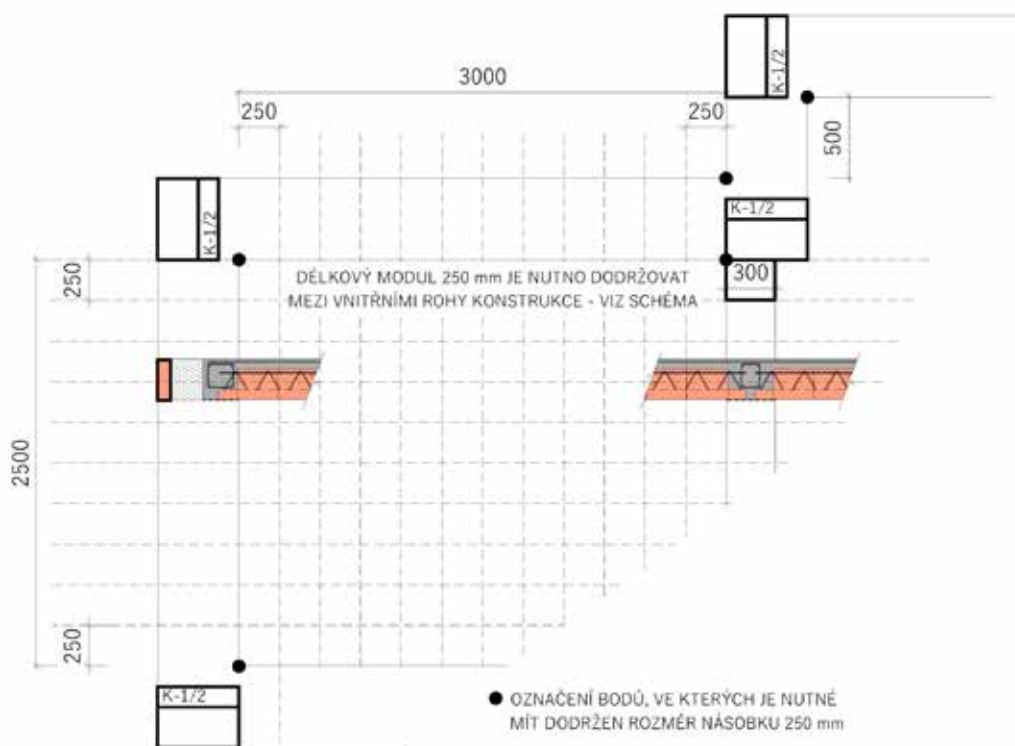 K-1/2
3000
250
250
500
K-1/2
K-1/2
250
DÉLKOVÝ MODUL 250 mm JE NUTNO DODRŽOVAT
MEZI VNITŘNÍMI ROHY KONSTRUKCE - VIZ SCHÉMA
300
2500
250
K-1/2
OZNAČENÍ BODŮ, VE KTERÝCH JE NUTNÉ
MÍT DODRŽEN ROZMĚR NÁSOBKU 250 mm